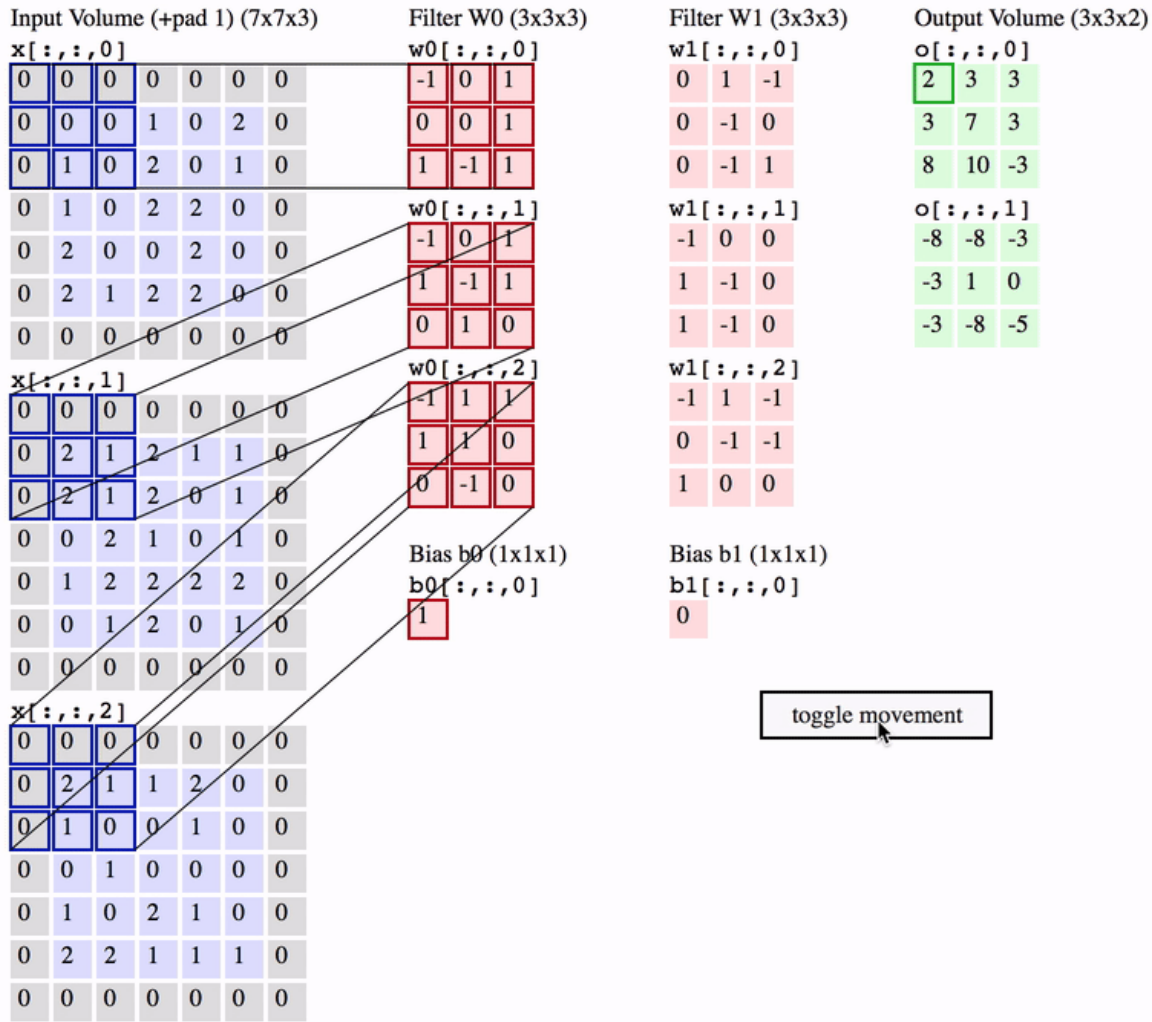 Input Volume (+pad 1) (7x7x3)
x[:,:,0]
0 0 0 0 0 0 0
0 0 0 1 0 2 0
0 1 0 2 0 1 0
0 1 0 2 2 0 0
0 2 0 0 2 0 0
0 2 1 2 2 0 0
0 0 0 0 0 0 0
x[:,:,1]
0 0 0 0 0 0 0
0 2 1 2 1 1 0
0 2 1 2 0 1 0
0 0 2 1 0 1 0
0 1 2 2 2 2 0
0 0 1 2 0 1 0
0 0 0 0 0 0 0
x[:,:,2]
0 0 0 0 0 0 0
0 2 1 1 2 0 0
0 1 0 0 1 0 0
0 0 1 0 0 0 0
0 1 0 2 1 0 0
0 2 2 1 1 1 0
0 0 0 0 0 0 0
Filter W0 (3x3x3)
w0[:,:,0]
-1 0 1
0 0 1
1 -1 1
w0[:,:,1]
-1 0 1
1 -1 1
0 1 0
w0[:,:,2]
-1 1 1
1 1 0
0 -1 0
Bias b0 (1x1x1)
b0[:,:,0]
1
Filter W1 (3x3x3)
w1[:,:,0]
0 1 -1
0 -1 0
0 -1 1
w1[:,:,1]
-1 0 0
1 -1 0
1 -1 0
w1[:,:,2]
-1 1 -1
0 -1 -1
1 0 0
Bias b1 (1x1x1)
b1[:,:,0]
0
Output Volume (3x3x2)
o[:,:,0]
2 3 3
3 7 3
8 10 -3
o[:,:,1]
-8 -8 -3
-3 1 0
-3 -8 -5
toggle movement